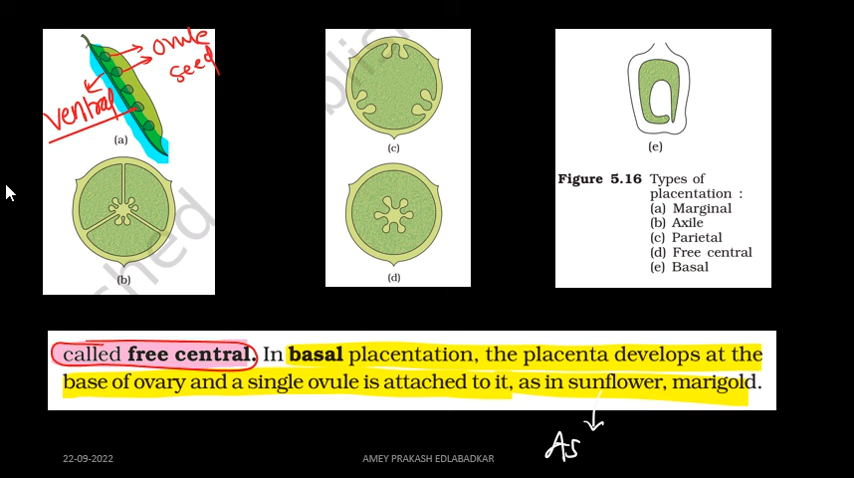 ovule
seed
ventral
(a)
(b)
(c)
(d)
(e)
Figure 5.16 Types of
placentation :
(a) Marginal
(b) Axile
(c) Parietal
(d) Free central
(e) Basal
called free central. In basal placentation, the placenta develops at the
base of ovary and a single ovule is attached to it, as in sunflower, marigold.
As
22-09-2022
AMEY PRAKASH EDLABADKAR